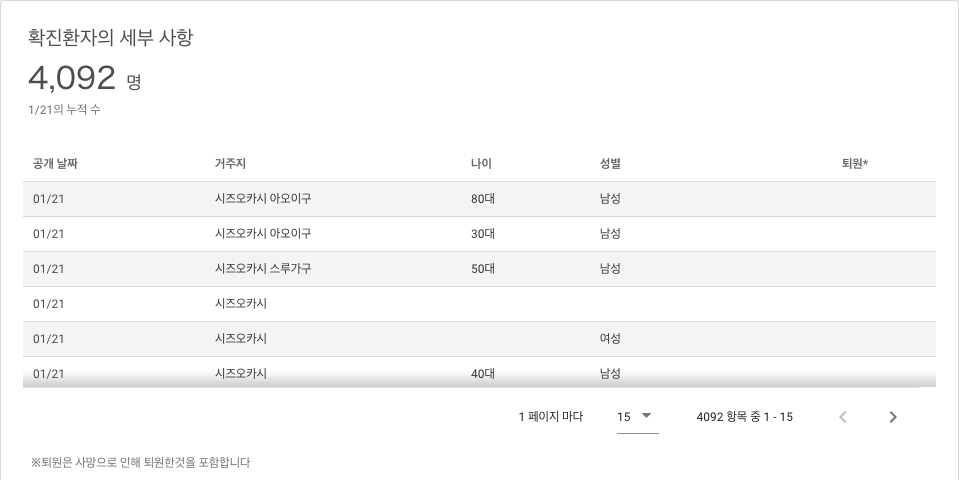 확진환자의 세부 사항
4,092 명
1/21의 누적 수
공개 날짜 거주지 나이 성별 퇴원*
01/21 시즈오카시 아오이구 80대 남성
01/21 시즈오카시 아오이구 30대 남성
01/21 시즈오카시 스루가구 50대 남성
01/21 시즈오카시
01/21 시즈오카시 여성
01/21 시즈오카시 40대 남성
1 페이지 마다 15 4092 항목 중 1 - 15
※퇴원은 사망으로 인해 퇴원한것을 포함합니다